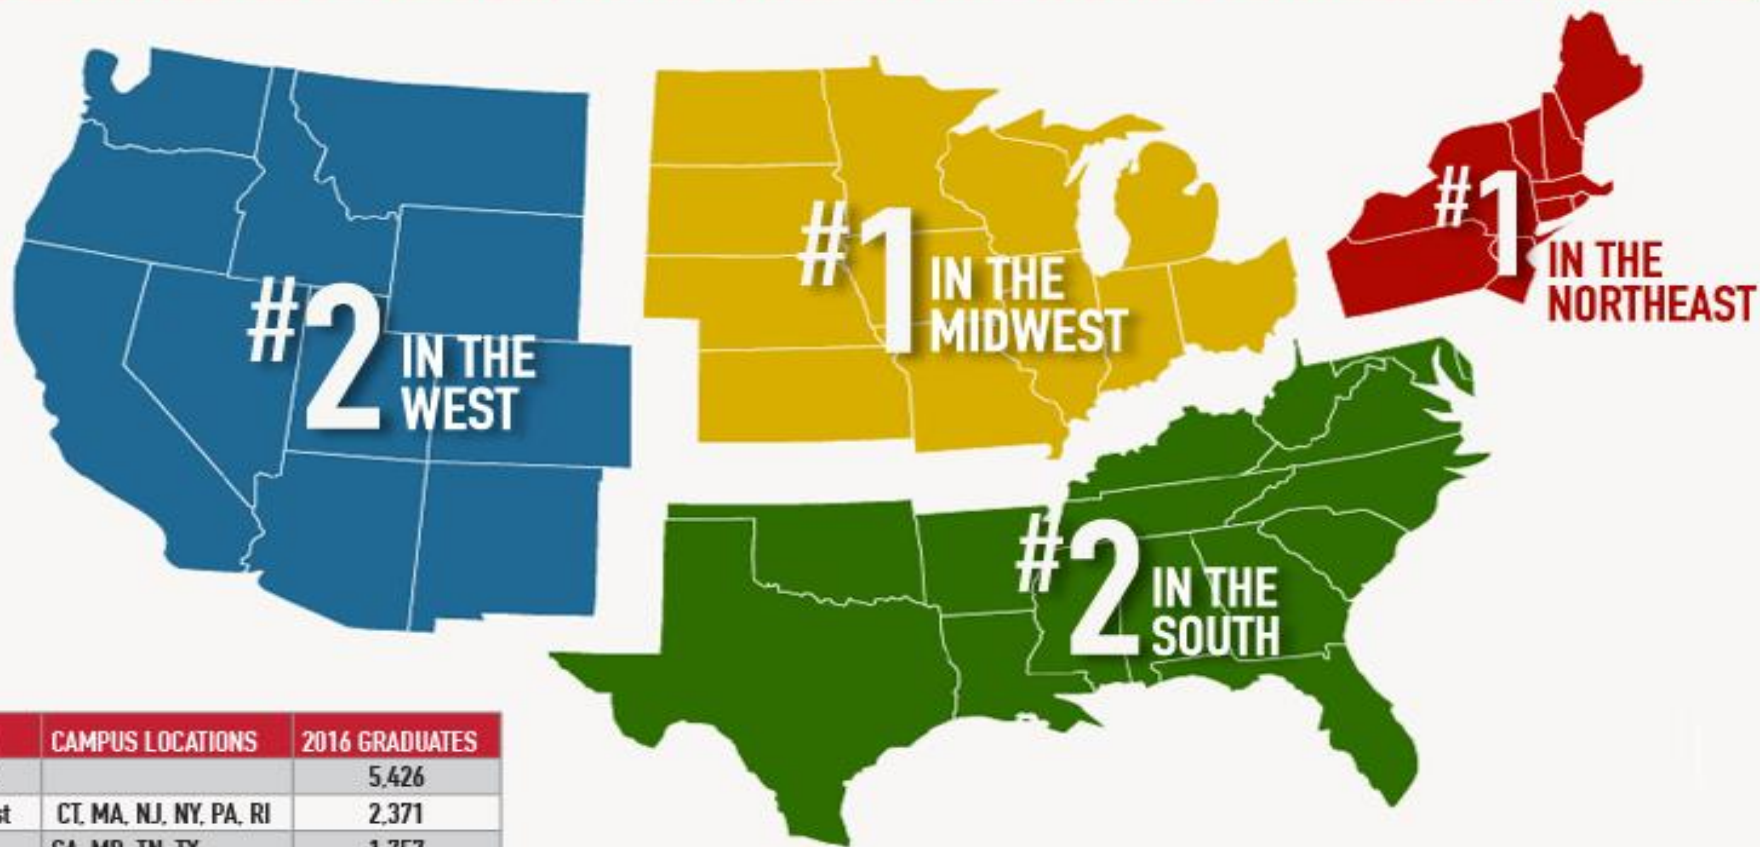 #1
IN THE
NORTHEAST
#1
IN THE
MIDWEST
#2
IN THE
WEST
#2
IN THE
SOUTH
CAMPUS LOCATIONS 2016 GRADUATES
5,426
CT, MA, NJ, NY, PA, RI 2,371